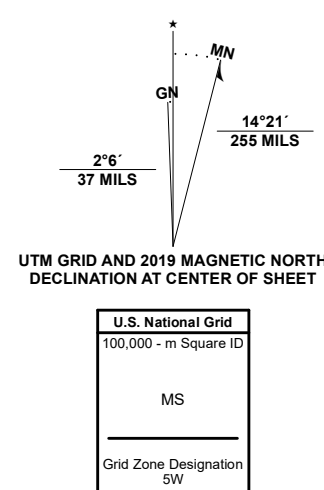 ★
MN
GN
14°21´
255 MILS
2°6´
37 MILS
UTM GRID AND 2019 MAGNETIC NORTH
DECLINATION AT CENTER OF SHEET
U.S. National Grid
100,000 - m Square ID
MS
Grid Zone Designation
5W